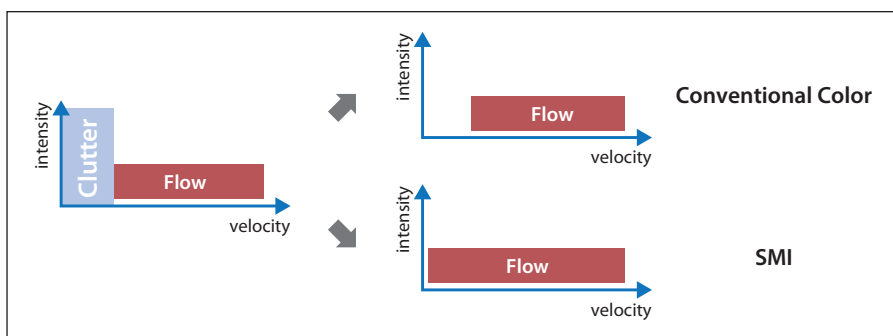 intensity
Clutter
Flow
velocity
intensity
Flow
velocity
Conventional Color
intensity
Flow
velocity
SMI